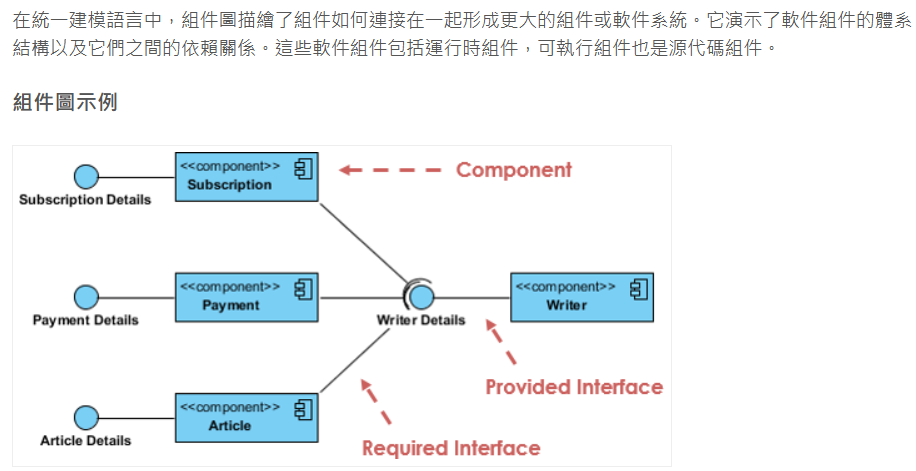 在統一建模語言中，組件圖描繪了組件如何連接在一起形成更大的組件或軟件系統。它演示了軟件組件的體系
結構以及它們之間的依賴關係。這些軟件組件包括運行時組件，可執行組件也是源代碼組件。
組件圖示例
<<component>>
Subscription
Component
Subscription Details
<<component>>
Payment
<<component>>
Writer
Payment Details
Writer Details
Provided Interface
<<component>>
Article
Article Details
Required Interface